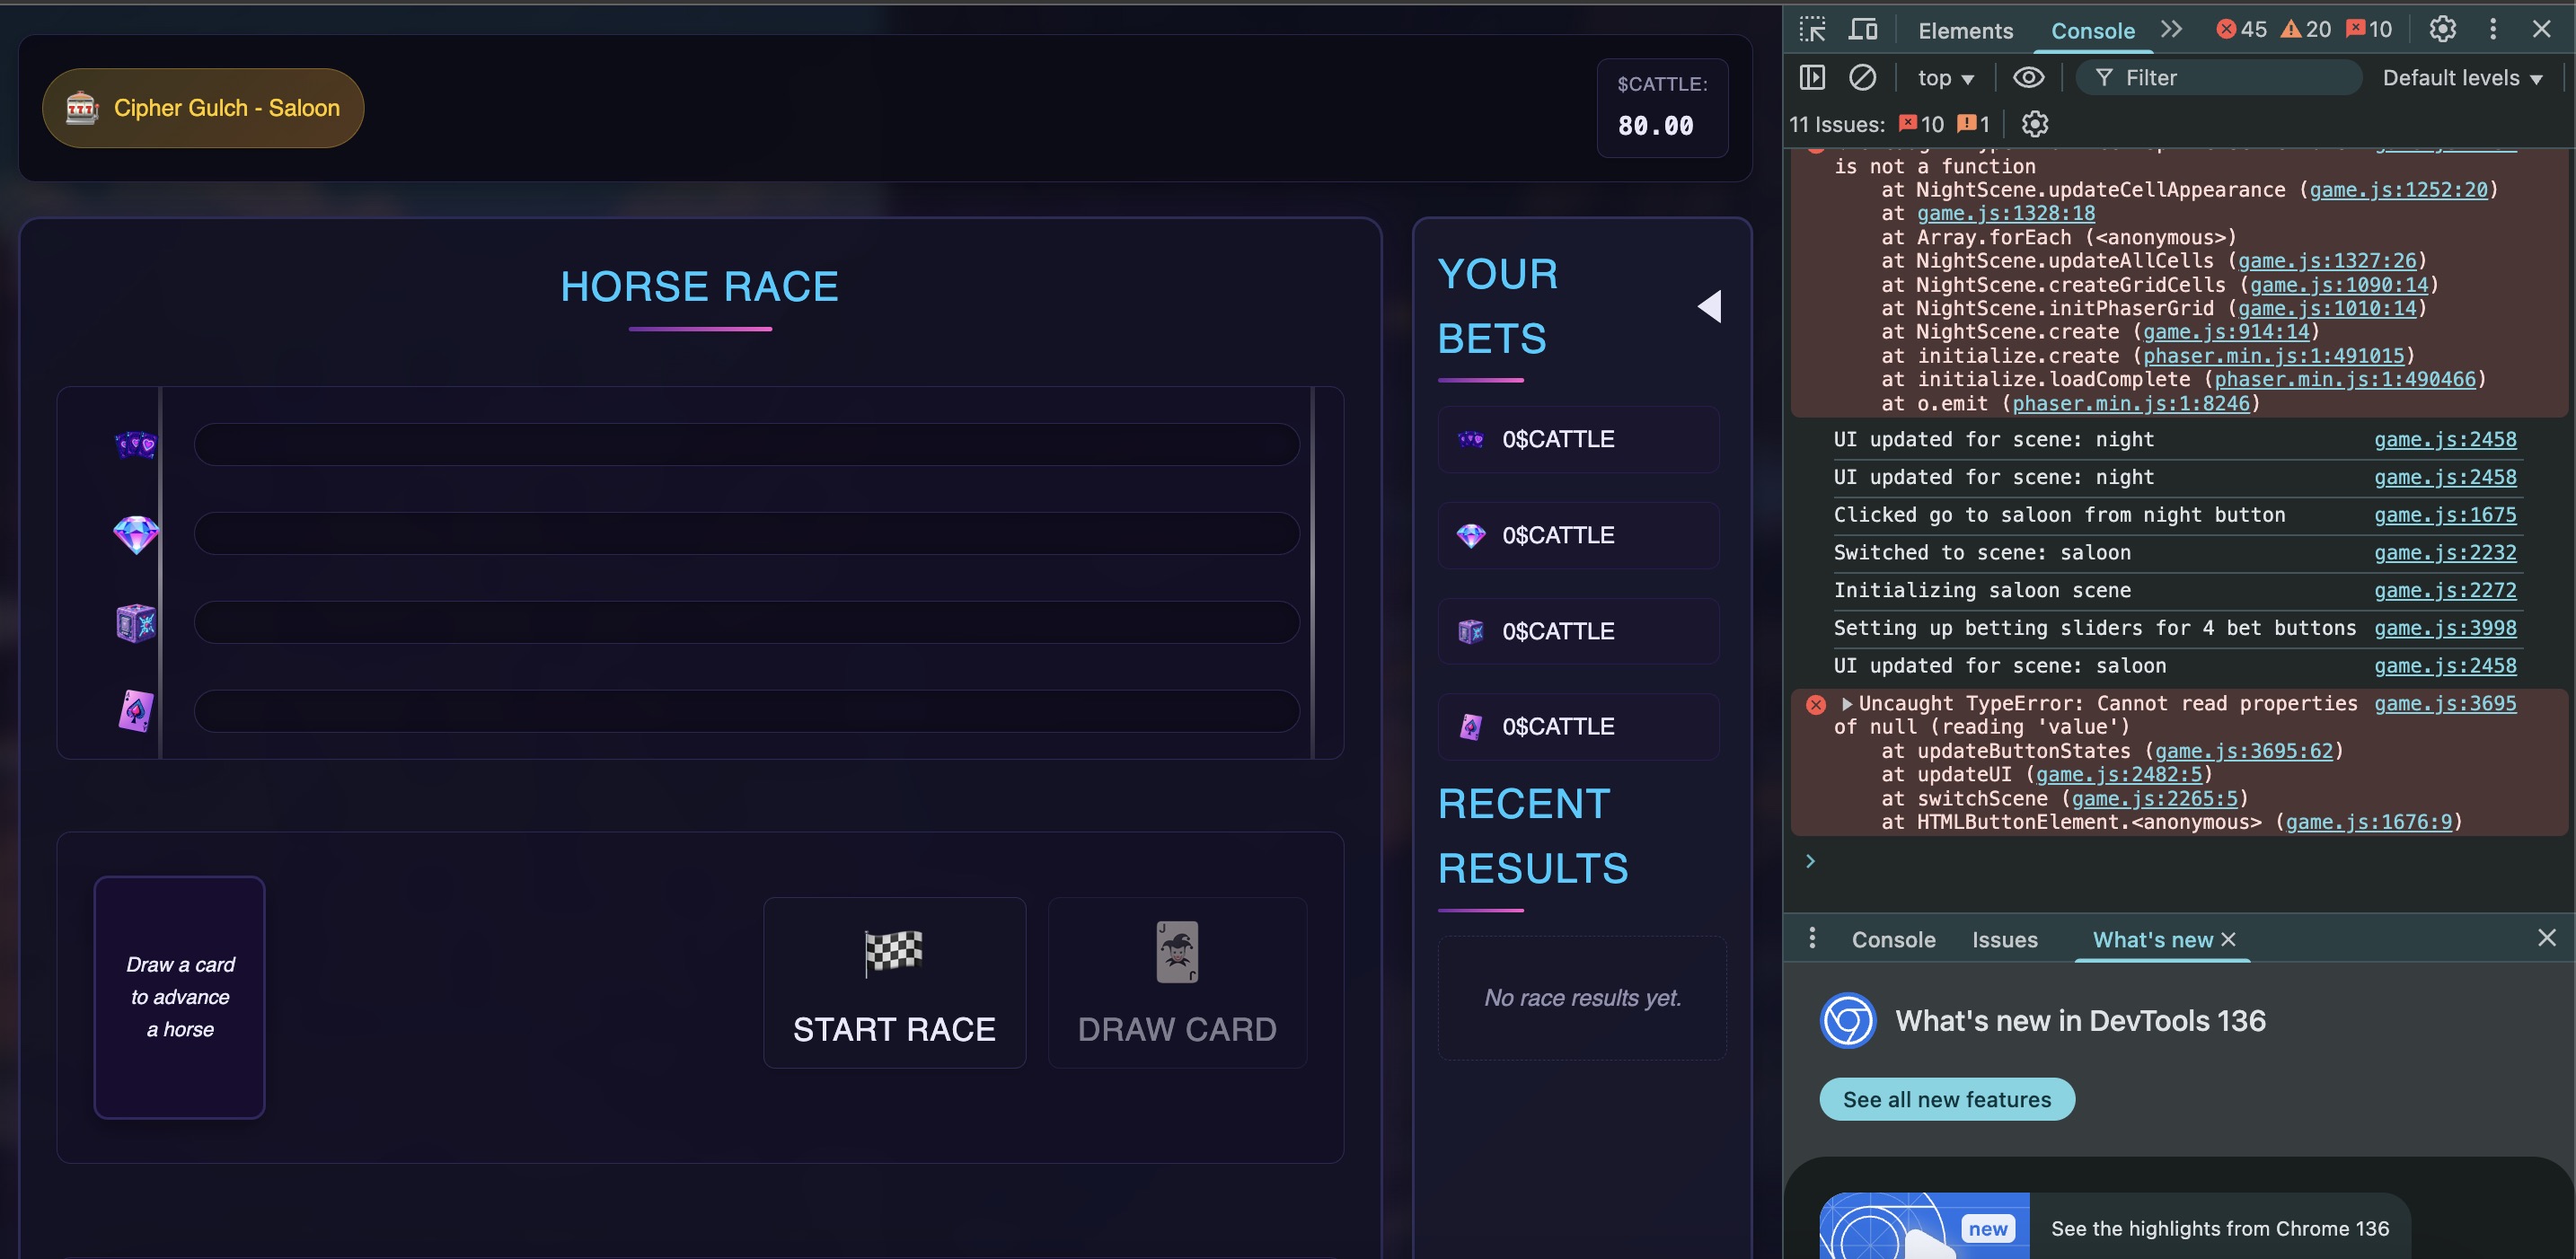 Cipher Gulch - Saloon
$CATTLE:
80.00
HORSE RACE
Draw a card
to advance
a horse
START RACE
DRAW CARD
YOUR
BETS
0$CATTLE
0$CATTLE
0$CATTLE
0$CATTLE
RECENT
RESULTS
No race results yet.
Elements
Console
45
20
10
top
Filter
Default levels
11 Issues:
10
1
is not a function
at NightScene.updateCellAppearance (game.js:1252:20)
at game.js:1328:18
at Array.forEach (<anonymous>)
at NightScene.updateAllCells (game.js:1327:26)
at NightScene.createGridCells (game.js:1090:14)
at NightScene.initPhaserGrid (game.js:1010:14)
at NightScene.create (game.js:914:14)
at initialize.create (phaser.min.js:1:491015)
at initialize.loadComplete (phaser.min.js:1:490466)
at o.emit (phaser.min.js:1:8246)
UI updated for scene: night game.js:2458
UI updated for scene: night game.js:2458
Clicked go to saloon from night button game.js:1675
Switched to scene: saloon game.js:2232
Initializing saloon scene game.js:2272
Setting up betting sliders for 4 bet buttons game.js:3998
UI updated for scene: saloon game.js:2458
Uncaught TypeError: Cannot read properties game.js:3695
of null (reading 'value')
at updateButtonStates (game.js:3695:62)
at updateUI (game.js:2482:5)
at switchScene (game.js:2265:5)
at HTMLButtonElement.<anonymous> (game.js:1676:9)
Console
Issues
What's new
What's new in DevTools 136
See all new features
new
See the highlights from Chrome 136